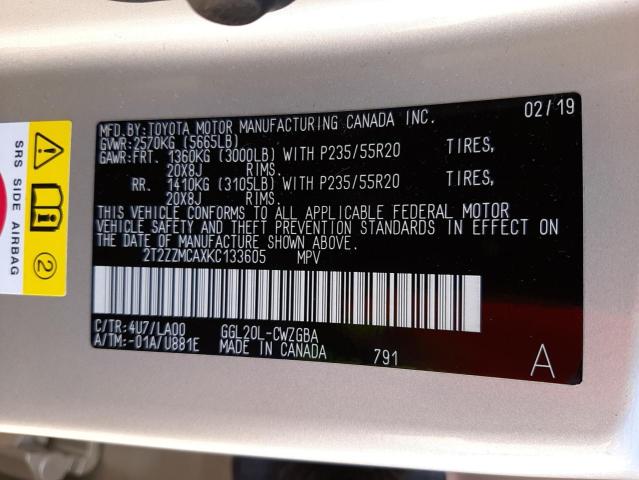 MFD.BY:TOYOTA MOTOR MANUFACTURING CANADA INC. 02/19
GVWR:2570KG (5665LB)
GAWR:FRT. 1360KG (3000LB) WITH P235/55R20 TIRES,
20X8J RIMS.
RR. 1410KG (3105LB) WITH P235/55R20 TIRES,
20X8J RIMS.
THIS VEHICLE CONFORMS TO ALL APPLICABLE FEDERAL MOTOR
VEHICLE SAFETY AND THEFT PREVENTION STANDARDS IN EFFECT ON
THE DATE OF MANUFACTURE SHOWN ABOVE.
2T2ZZMCAXKC133605 MPV
C/TR:4U7/LA00 GGL20L-CWZGBA
A/TM:-01A/U881E MADE IN CANADA 791 A
SRS SIDE AIRBAG
2